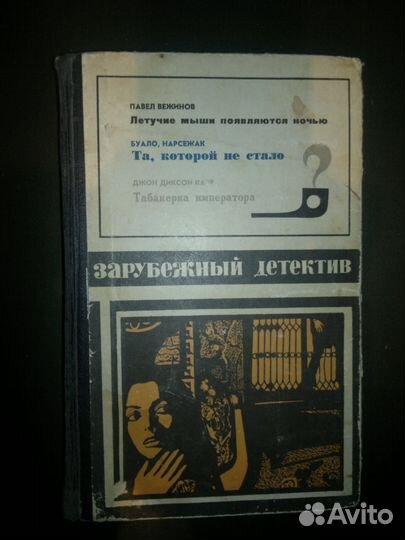 ПАВЕЛ ВЕЖИНОВ
Летучие мыши появляются ночью
БУАЛО, НАРСЕЖАК
Та, которой не стало
ДЖОН ДИКСОН КАРР
Табакерка императора
?
ЗАРУБЕЖНЫЙ ДЕТЕКТИВ
Avito